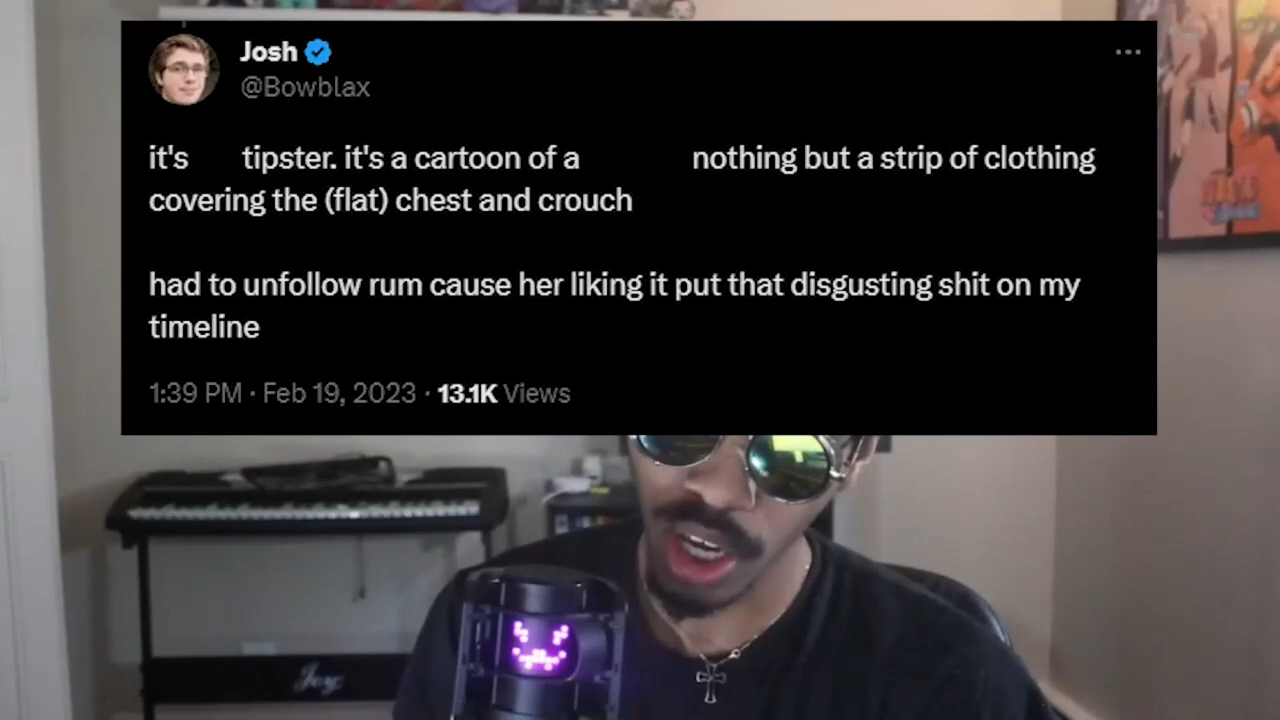 Josh
@Bowblax
it's tipster. it's a cartoon of a nothing but a strip of clothing
covering the (flat) chest and crouch
had to unfollow rum cause her liking it put that disgusting shit on my
timeline
1:39 PM · Feb 19, 2023 · 13.1K Views
Joy